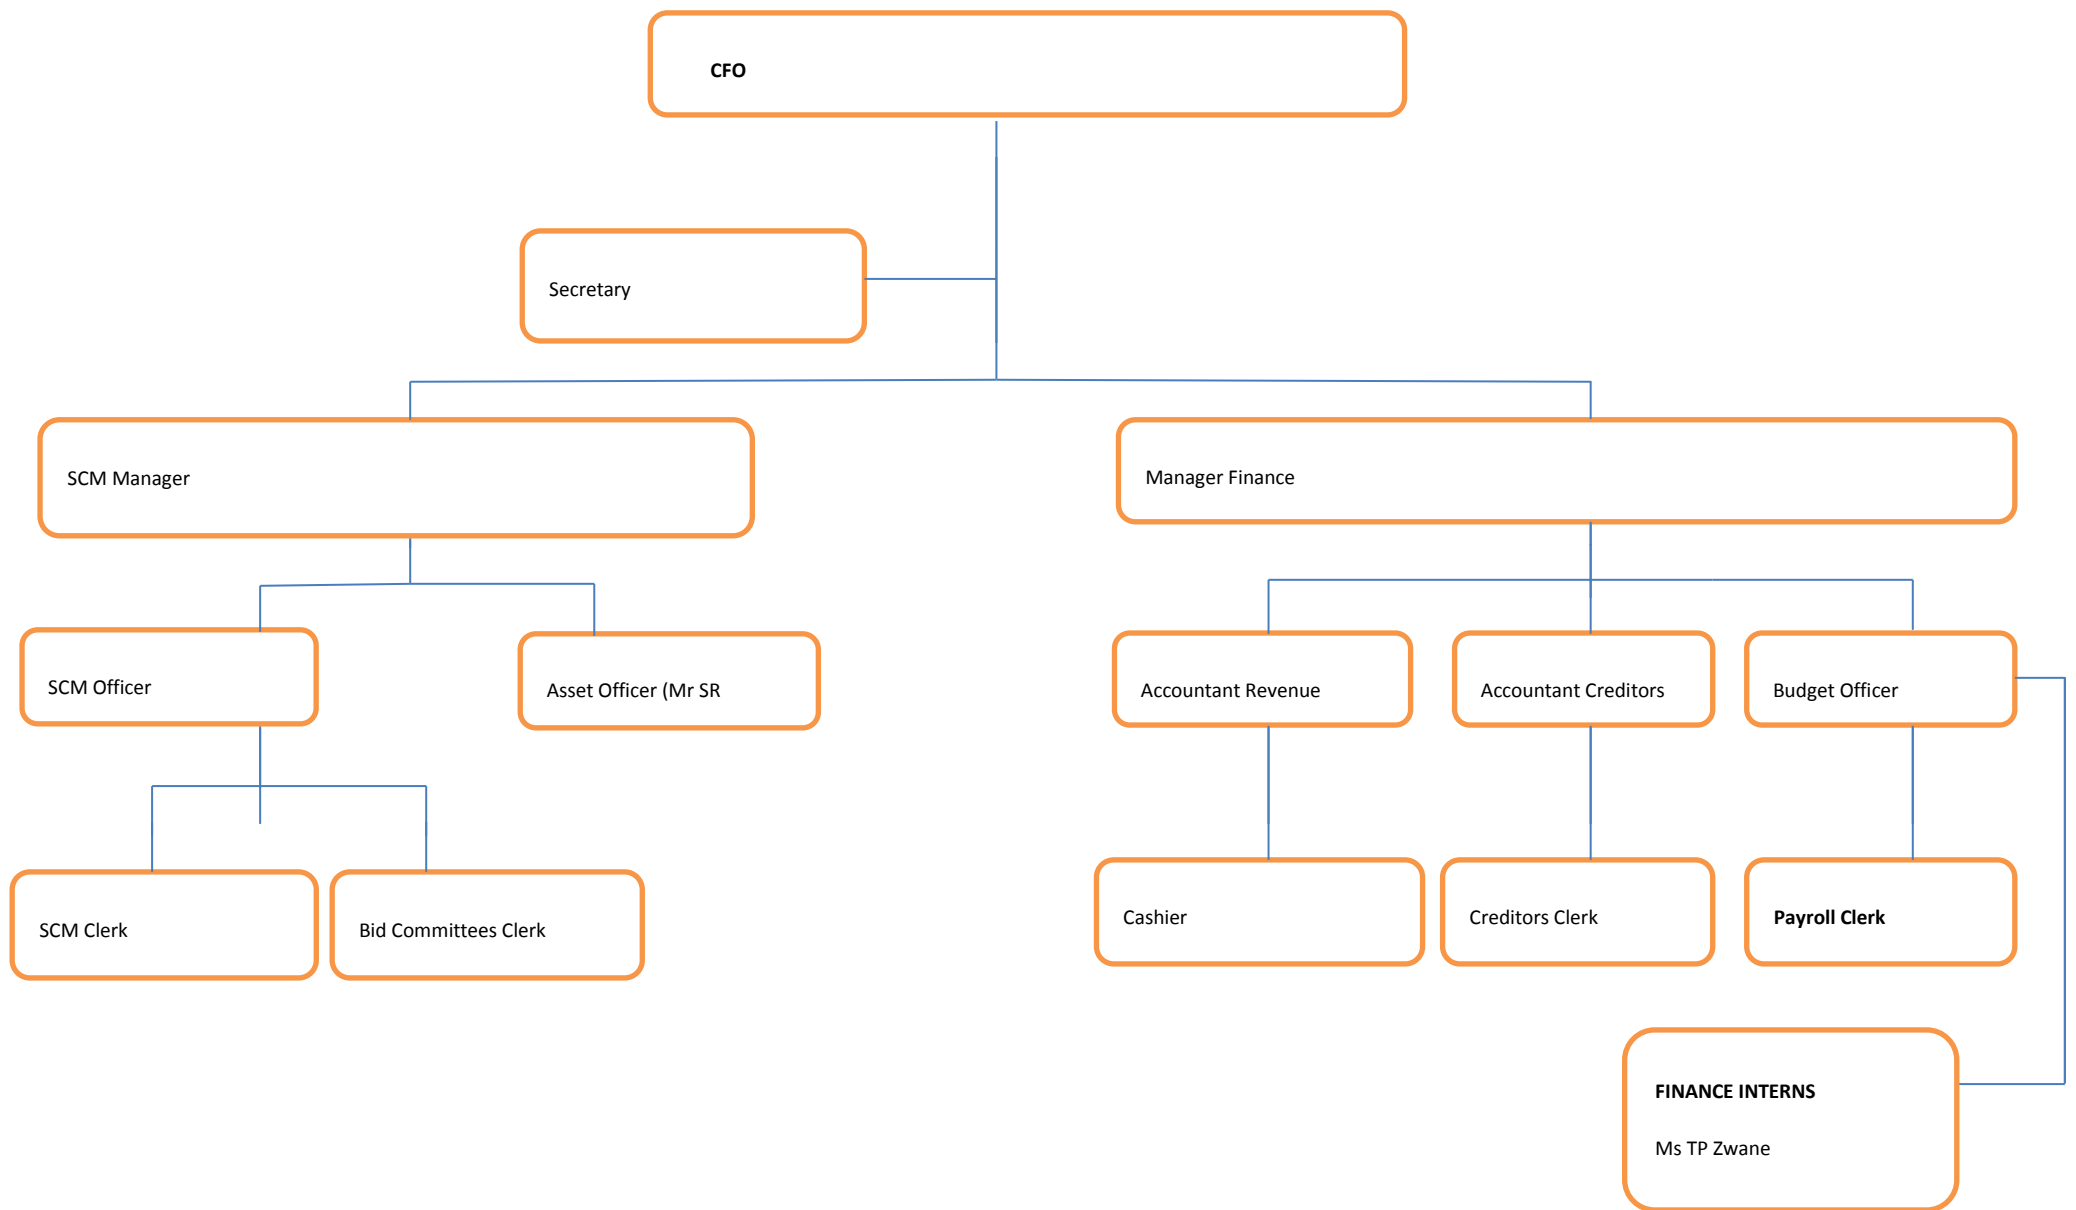 CFO
Secretary
SCM Manager
Manager Finance
SCM Officer
Asset Officer (Mr SR
Accountant Revenue
Accountant Creditors
Budget Officer
SCM Clerk
Bid Committees Clerk
Cashier
Creditors Clerk
Payroll Clerk
FINANCE INTERNS
Ms TP Zwane